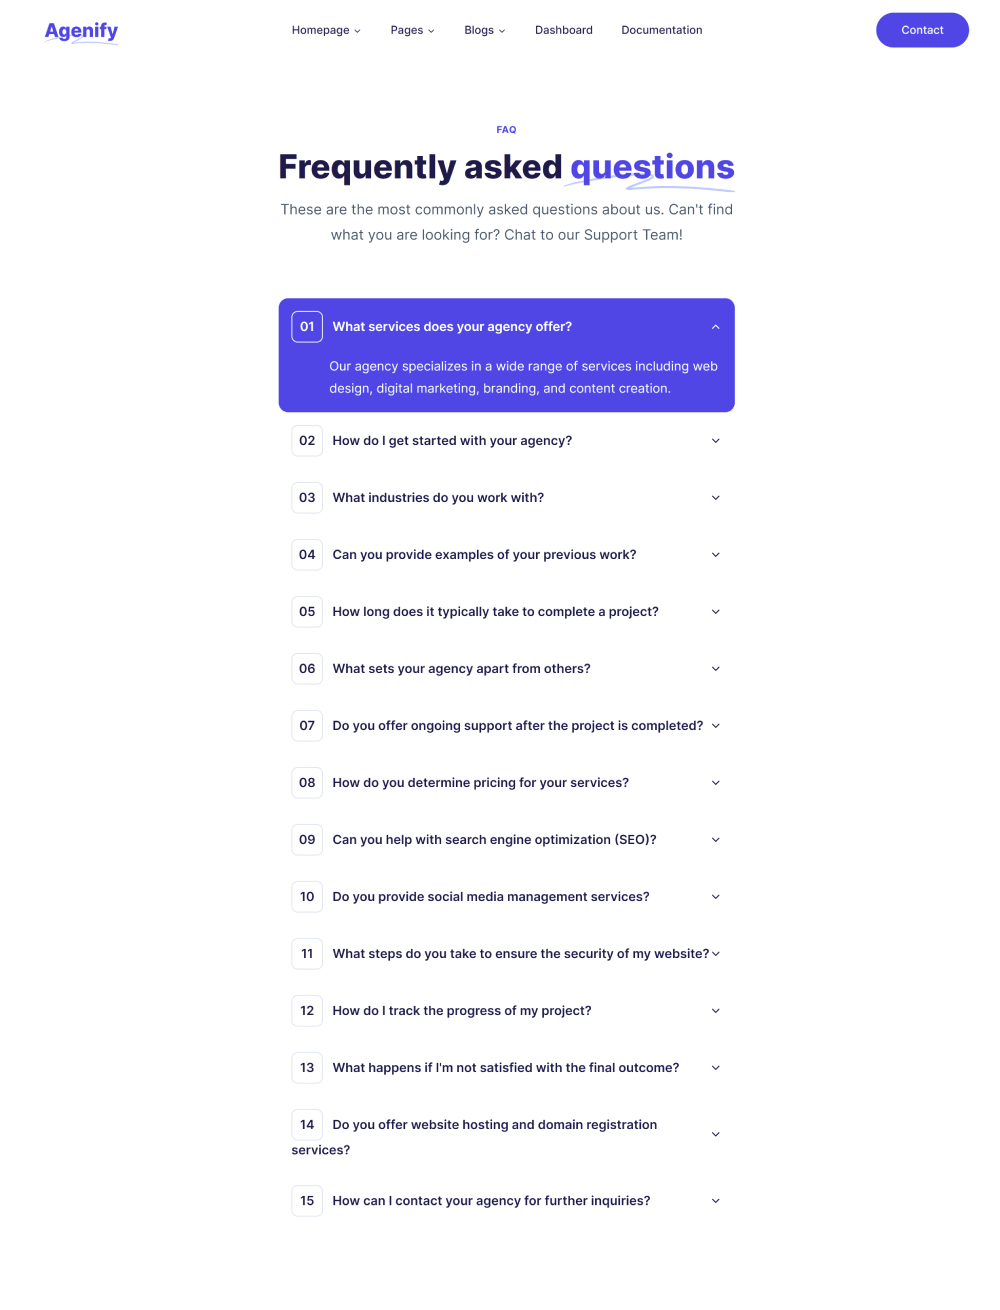 Agenify
Homepage
Pages
Blogs
Dashboard
Documentation
Contact
FAQ
Frequently asked questions
These are the most commonly asked questions about us. Can't find
what you are looking for? Chat to our Support Team!
01 What services does your agency offer?
Our agency specializes in a wide range of services including web
design, digital marketing, branding, and content creation.
02 How do I get started with your agency?
03 What industries do you work with?
04 Can you provide examples of your previous work?
05 How long does it typically take to complete a project?
06 What sets your agency apart from others?
07 Do you offer ongoing support after the project is completed?
08 How do you determine pricing for your services?
09 Can you help with search engine optimization (SEO)?
10 Do you provide social media management services?
11 What steps do you take to ensure the security of my website?
12 How do I track the progress of my project?
13 What happens if I'm not satisfied with the final outcome?
14 Do you offer website hosting and domain registration
services?
15 How can I contact your agency for further inquiries?